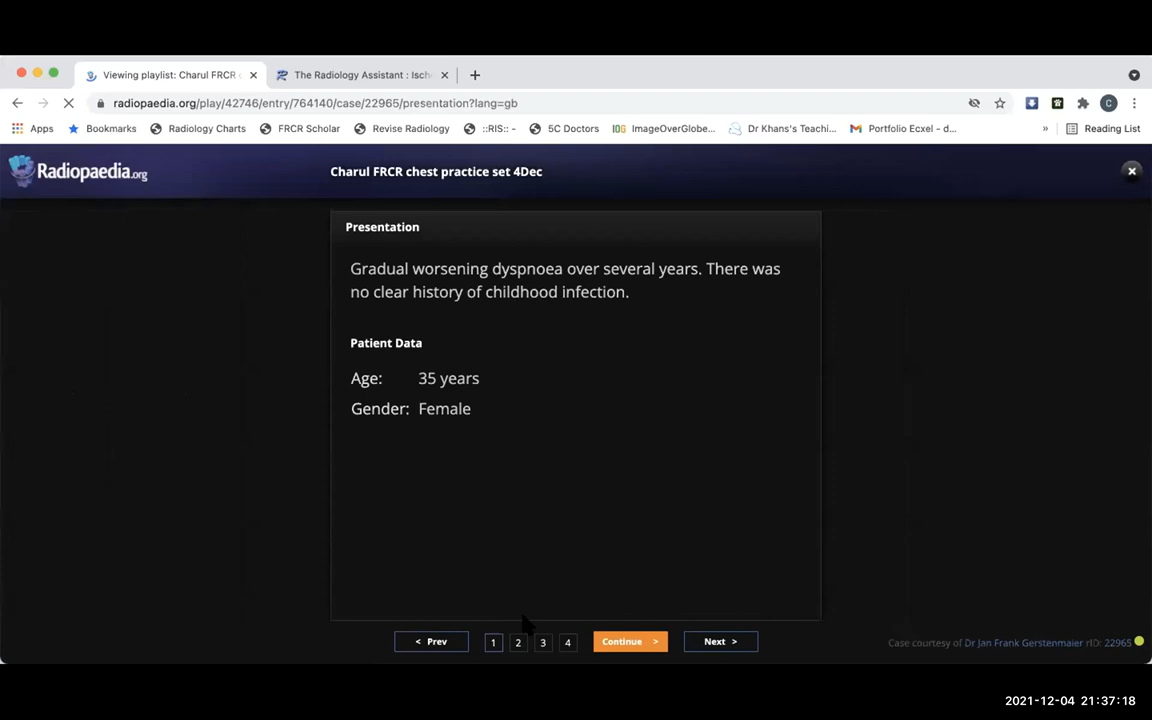 Viewing playlist: Charul FRCR
The Radiology Assistant : Isch
radiopaedia.org/play/42746/entry/764140/case/22965/presentation?lang=gb
C
Apps
Bookmarks
Radiology Charts
FRCR Scholar
Revise Radiology
::RIS:: -
5C Doctors
ImageOverGlobe...
Dr Khans's Teachi...
Portfolio Ecxel - d...
»
Reading List
Radiopaedia.org
Charul FRCR chest practice set 4Dec
Presentation
Gradual worsening dyspnoea over several years. There was
no clear history of childhood infection.
Patient Data
Age: 35 years
Gender: Female
< Prev
1 2 3 4
Continue >
Next >
Case courtesy of Dr Jan Frank Gerstenmaier rID: 22965
2021-12-04 21:37:18